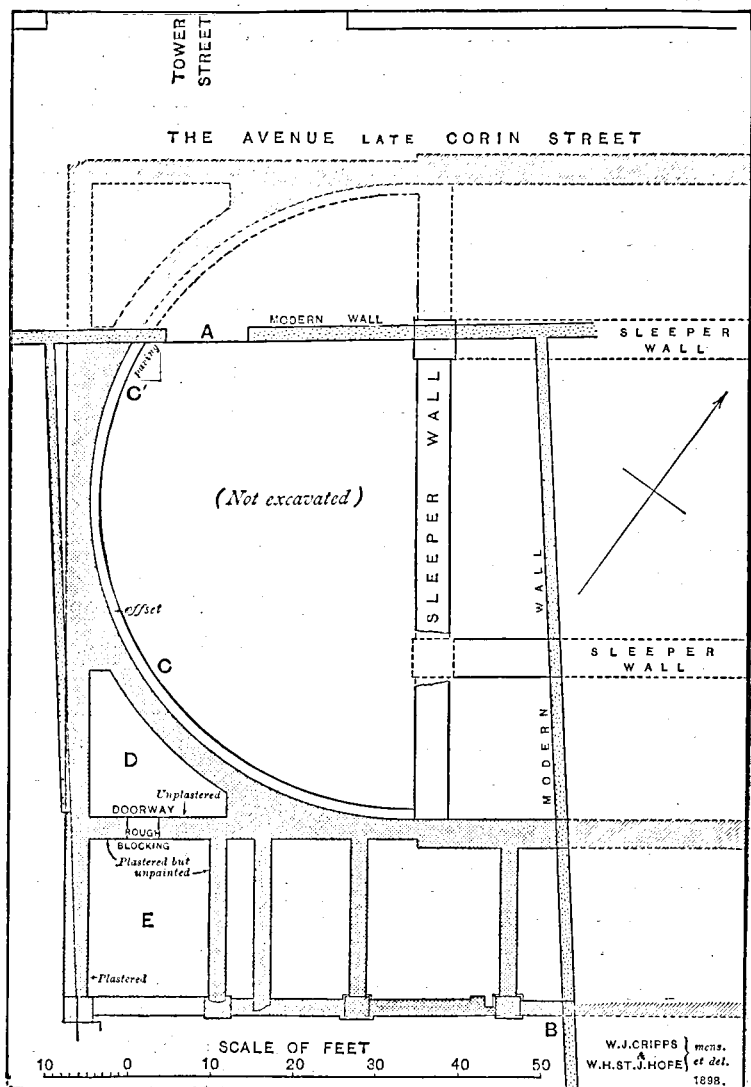 TOWER
STREET
THE AVENUE LATE CORIN STREET
A
MODERN WALL
SLEEPER
WALL
C
(Not excavated)
SLEEPER WALL
MODERN WALL
offset
C
SLEEPER
WALL
D
Unplastered
DOORWAY
ROUGH
BLOCKING
Plastered but
unpainted
E
Plastered
B
SCALE OF FEET
10 0 10 20 30 40 50
W.J.CRIPPS
&
W.H.ST.J.HOPE
mens.
et del.
1898.